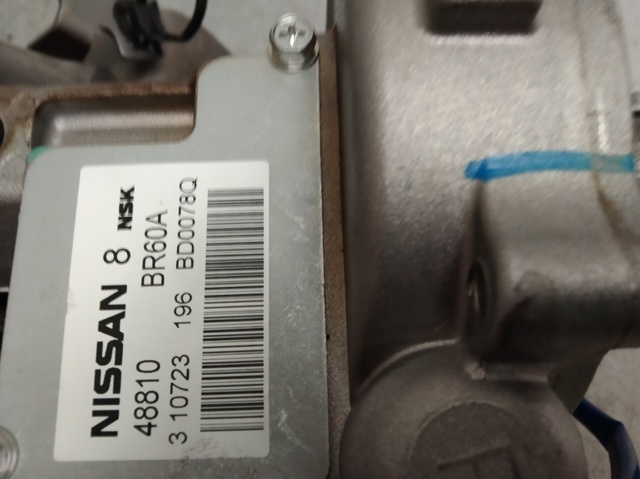 NISSAN 8 NSK
48810 BR60A
3 10723 196 BD0078Q